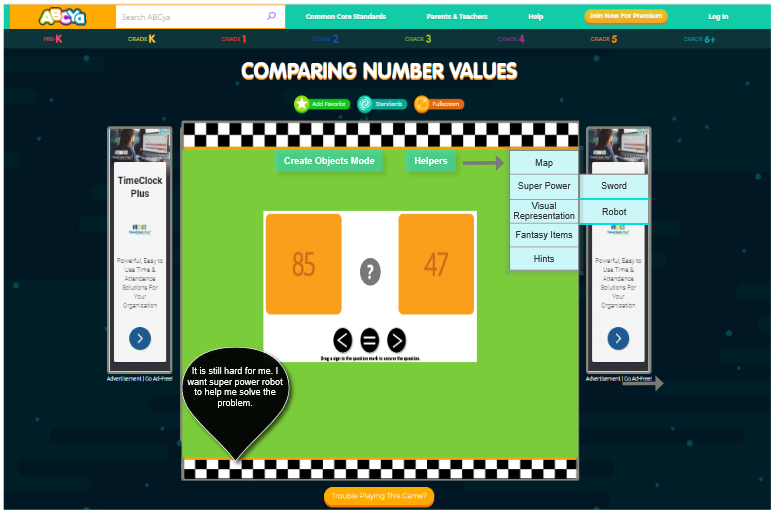 ABCYa
Search ABCya
Common Core Standards
Parents & Teachers
Help
Join Now For Premium
Log In
PRE-K
GRADE K
GRADE 1
GRADE 2
GRADE 3
GRADE 4
GRADE 5
GRADE 6+
COMPARING NUMBER VALUES
Add Favorite
Standards
Fullscreen
Create Objects Mode
Helpers
Map
Super Power
Visual
Representation
Fantasy Items
Hints
Sword
Robot
TimeClock
Plus
Powerful, Easy to
Use Time &
Attendance
Solutions For
Your
Organization
Advertisement | Go Ad-Free!
85
?
47
<
=
>
Drag a sign to the question mark to answer the question.
It is still hard for me. I
want super power robot
to help me solve the
problem.
Powerful, Easy to
Use Time &
Attendance
Solutions For
Your
Organization
Advertisement | Go Ad-Free!
Trouble Playing This Game?